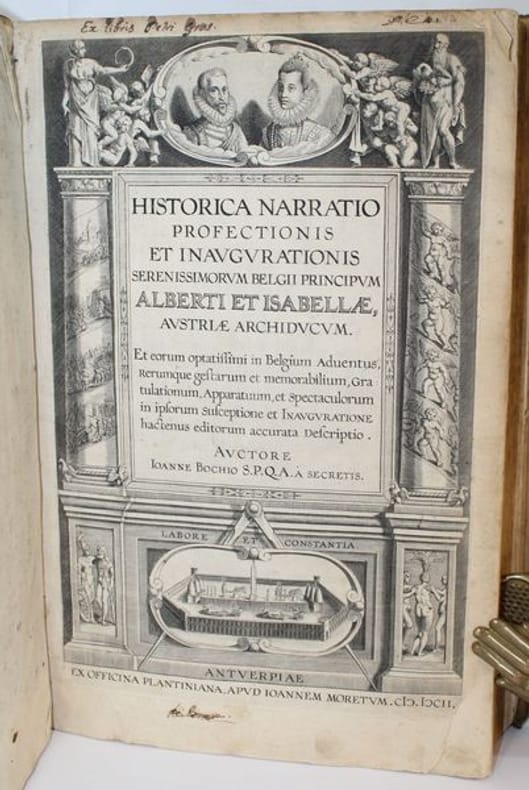 Ex libris Petri Gras.
HISTORICA NARRATIO
PROFECTIONIS
ET INAVGVRATIONIS
SERENISSIMORVM BELGII PRINCIPVM
ALBERTI ET ISABELLÆ,
AVSTRIÆ ARCHIDVCVM.
Et eorum optatiſſimi in Belgium Aduentus,
Rerumque geſtarum et memorabilium, Gra
tulationum, Apparatuum, et Spectaculorum
in ipſorum Suſceptione et INAVGVRATIONE
hactenus editorum accurata Deſcriptio.
AVCTORE
IOANNE BOCHIO S.P.Q.A. À SECRETIS.
LABORE ET CONSTANTIA
ANTVERPIAE
EX OFFICINA PLANTINIANA, APVD IOANNEM MORETVM. CIↃ. IↃCII.